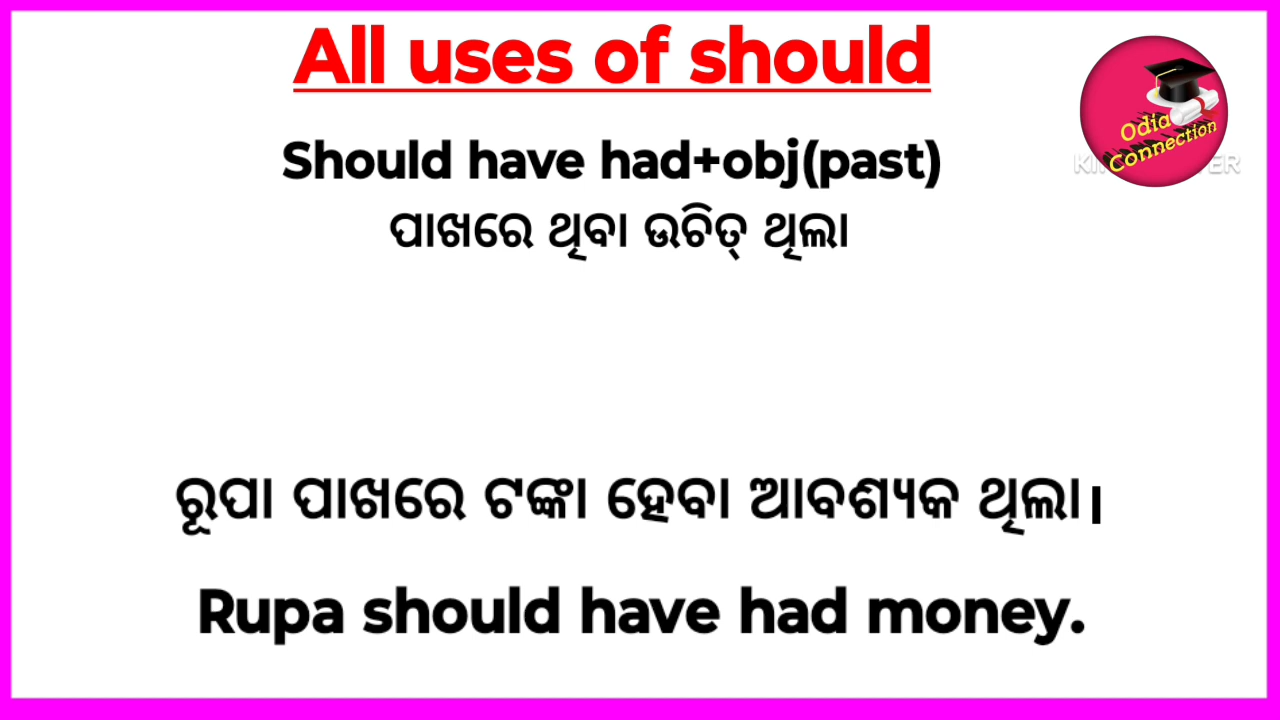 All uses of should
Odia
Connection
Should have had+obj(past)
ପାଖରେ ଥିବା ଉଚିତ୍ ଥିଲା
ରୂପା ପାଖରେ ଟଙ୍କା ହେବା ଆବଶ୍ୟକ ଥିଲା।
Rupa should have had money.